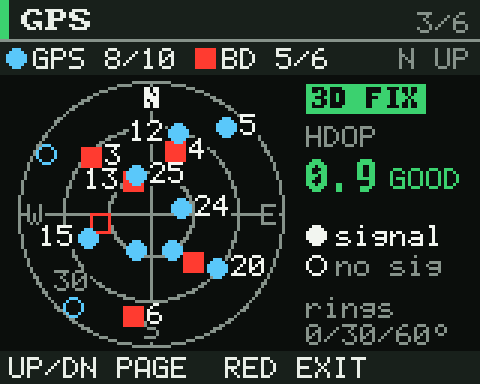 GPS 3/6
GPS 8/10 BD 5/6 N UP
N
3D FIX
12 5
HDOP
3 4
13 25
0.9 GOOD
24
W E
15
signal
20
no sig
30
rings
6
S
0/30/60°
UP/DN PAGE RED EXIT